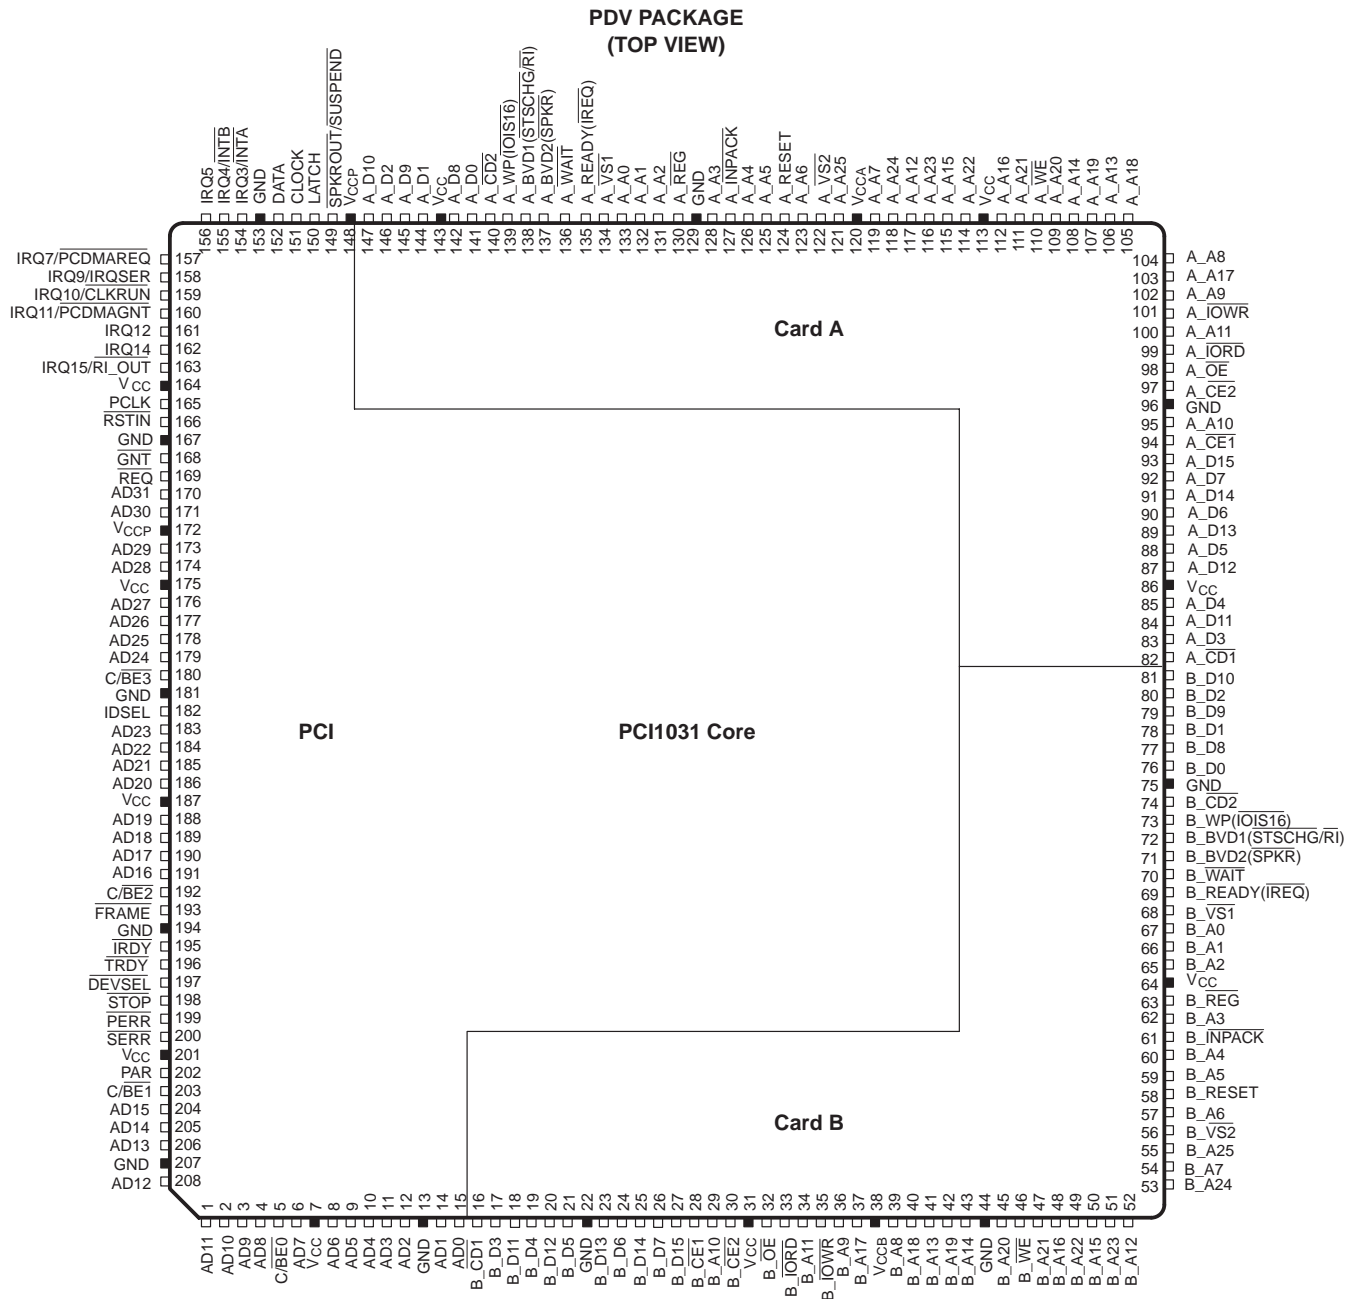 PDV PACKAGE
(TOP VIEW)
IRQ5
IRQ4/INTB
IRQ3/INTA
GND
DATA
CLOCK
LATCH
SPKROUT/SUSPEND
VCCP
A_D10
A_D2
A_D9
A_D1
VCC
A_D8
A_D0
A_CD2
A_WP(IOIS16)
A_BVD1(STSCHG/RI)
A_BVD2(SPKR)
A_WAIT
A_READY(IREQ)
A_VS1
A_A0
A_A1
A_A2
A_REG
GND
A_A3
A_INPACK
A_A4
A_A5
A_RESET
A_A6
A_VS2
A_A25
VCCA
A_A7
A_A24
A_A12
A_A23
A_A15
A_A22
VCC
A_A16
A_A21
A_WE
A_A20
A_A14
A_A19
A_A13
A_A18
156 155 154 153 152 151 150 149 148 147 146 145 144 143 142 141 140 139 138 137 136 135 134 133 132 131 130 129 128 127 126 125 124 123 122 121 120 119 118 117 116 115 114 113 112 111 110 109 108 107 106 105
IRQ7/PCDMAREQ 157
IRQ9/IRQSER 158
IRQ10/CLKRUN 159
IRQ11/PCDMAGNT 160
IRQ12 161
IRQ14 162
IRQ15/RI_OUT 163
VCC 164
PCLK 165
RSTIN 166
GND 167
GNT 168
REQ 169
AD31 170
AD30 171
VCCP 172
AD29 173
AD28 174
VCC 175
AD27 176
AD26 177
AD25 178
AD24 179
C/BE3 180
GND 181
IDSEL 182
AD23 183
AD22 184
AD21 185
AD20 186
VCC 187
AD19 188
AD18 189
AD17 190
AD16 191
C/BE2 192
FRAME 193
GND 194
IRDY 195
TRDY 196
DEVSEL 197
STOP 198
PERR 199
SERR 200
VCC 201
PAR 202
C/BE1 203
AD15 204
AD14 205
AD13 206
GND 207
AD12 208
Card A
PCI
PCI1031 Core
Card B
104 A_A8
103 A_A17
102 A_A9
101 A_IOWR
100 A_A11
99 A_IORD
98 A_OE
97 A_CE2
96 GND
95 A_A10
94 A_CE1
93 A_D15
92 A_D7
91 A_D14
90 A_D6
89 A_D13
88 A_D5
87 A_D12
86 VCC
85 A_D4
84 A_D11
83 A_D3
82 A_CD1
81 B_D10
80 B_D2
79 B_D9
78 B_D1
77 B_D8
76 B_D0
75 GND
74 B_CD2
73 B_WP(IOIS16)
72 B_BVD1(STSCHG/RI)
71 B_BVD2(SPKR)
70 B_WAIT
69 B_READY(IREQ)
68 B_VS1
67 B_A0
66 B_A1
65 B_A2
64 VCC
63 B_REG
62 B_A3
61 B_INPACK
60 B_A4
59 B_A5
58 B_RESET
57 B_A6
56 B_VS2
55 B_A25
54 B_A7
53 B_A24
1 2 3 4 5 6 7 8 9 10 11 12 13 14 15 16 17 18 19 20 21 22 23 24 25 26 27 28 29 30 31 32 33 34 35 36 37 38 39 40 41 42 43 44 45 46 47 48 49 50 51 52
AD11
AD10
AD9
AD8
C/BE0
AD7
VCC
AD6
AD5
AD4
AD3
AD2
GND
AD1
AD0
B_CD1
B_D3
B_D11
B_D4
B_D12
B_D5
GND
B_D13
B_D6
B_D14
B_D7
B_D15
B_CE1
B_A10
B_CE2
VCC
B_OE
B_IORD
B_A11
B_IOWR
B_A9
B_A17
VCCB
B_A8
B_A18
B_A13
B_A19
B_A14
GND
B_A20
B_WE
B_A21
B_A16
B_A22
B_A15
B_A23
B_A12